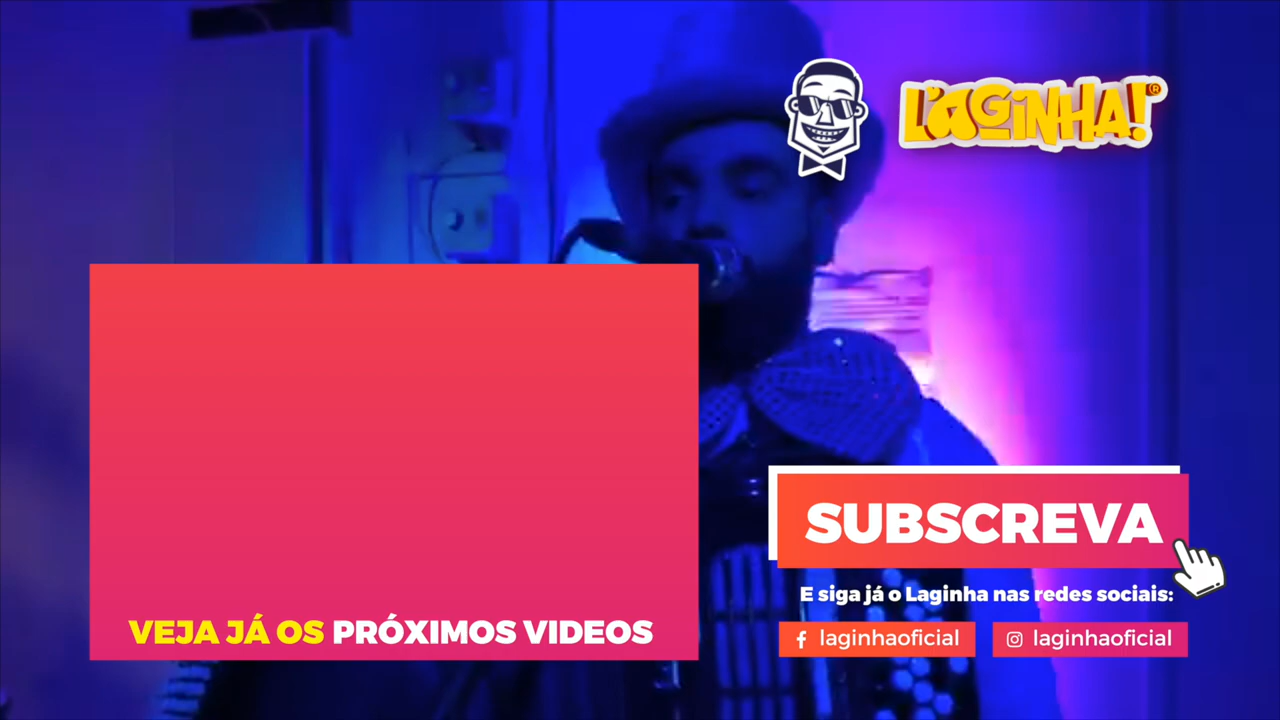 L'AGINHA!®
SUBSCREVA
E siga já o Laginha nas redes sociais:
laginhaoficial
laginhaoficial
VEJA JÁ OS PRÓXIMOS VIDEOS